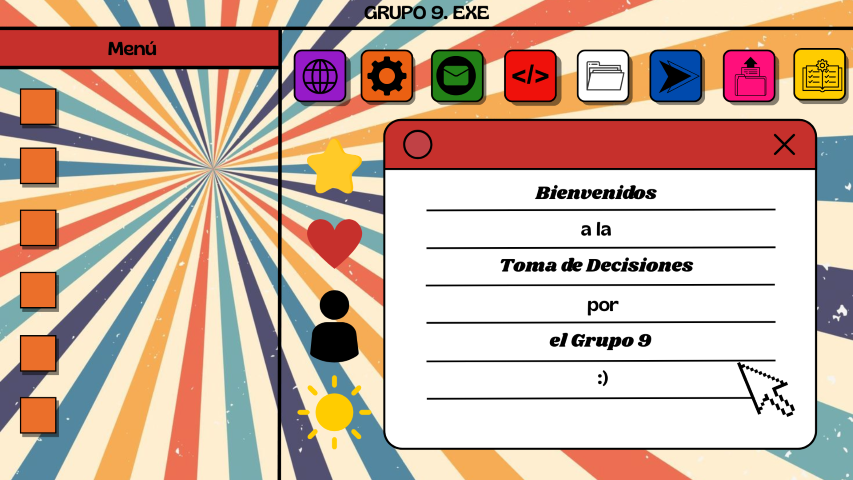 GRUPO 9. EXE
Menú
</>
Bienvenidos
a la
Toma de Decisiones
por
el Grupo 9
:)